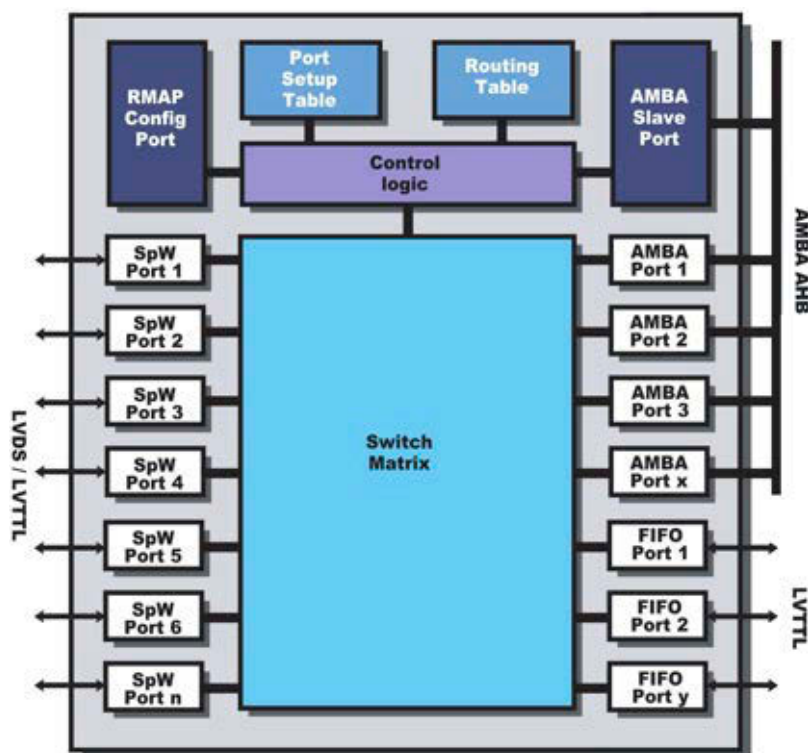 RMAP
Config
Port
Port
Setup
Table
Routing
Table
AMBA
Slave
Port
Control
logic
SpW
Port 1
SpW
Port 2
SpW
Port 3
SpW
Port 4
SpW
Port 5
SpW
Port 6
SpW
Port n
Switch
Matrix
AMBA
Port 1
AMBA
Port 2
AMBA
Port 3
AMBA
Port x
FIFO
Port 1
FIFO
Port 2
FIFO
Port y
LVDS / LVTTL
AMBA AHB
LVTTL